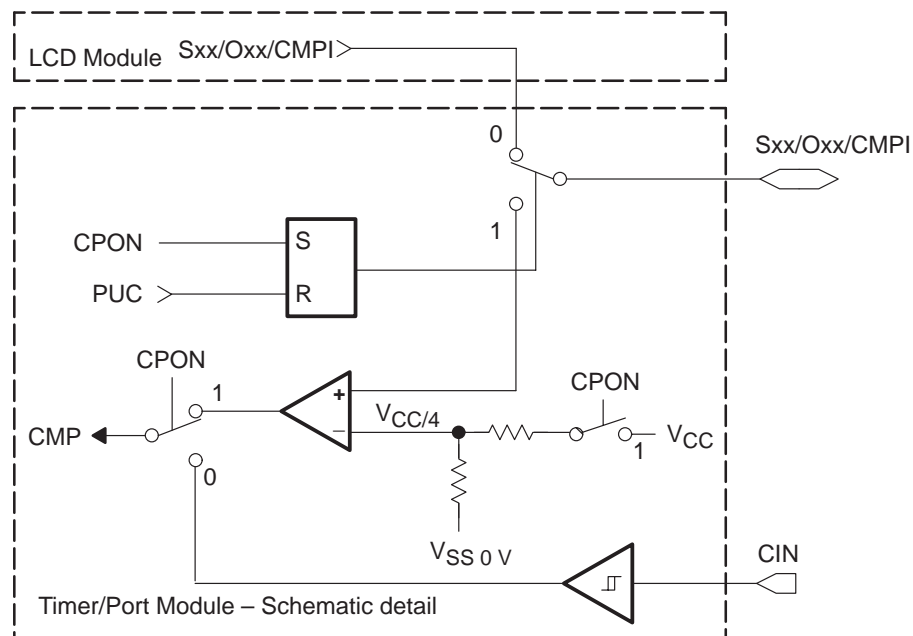 LCD Module Sxx/Oxx/CMPI
0
Sxx/Oxx/CMPI
1
CPON S
PUC R
CPON
1
CPON
+
VCC/4
–
CMP
1
VCC
0
VSS 0 V
CIN
Timer/Port Module – Schematic detail